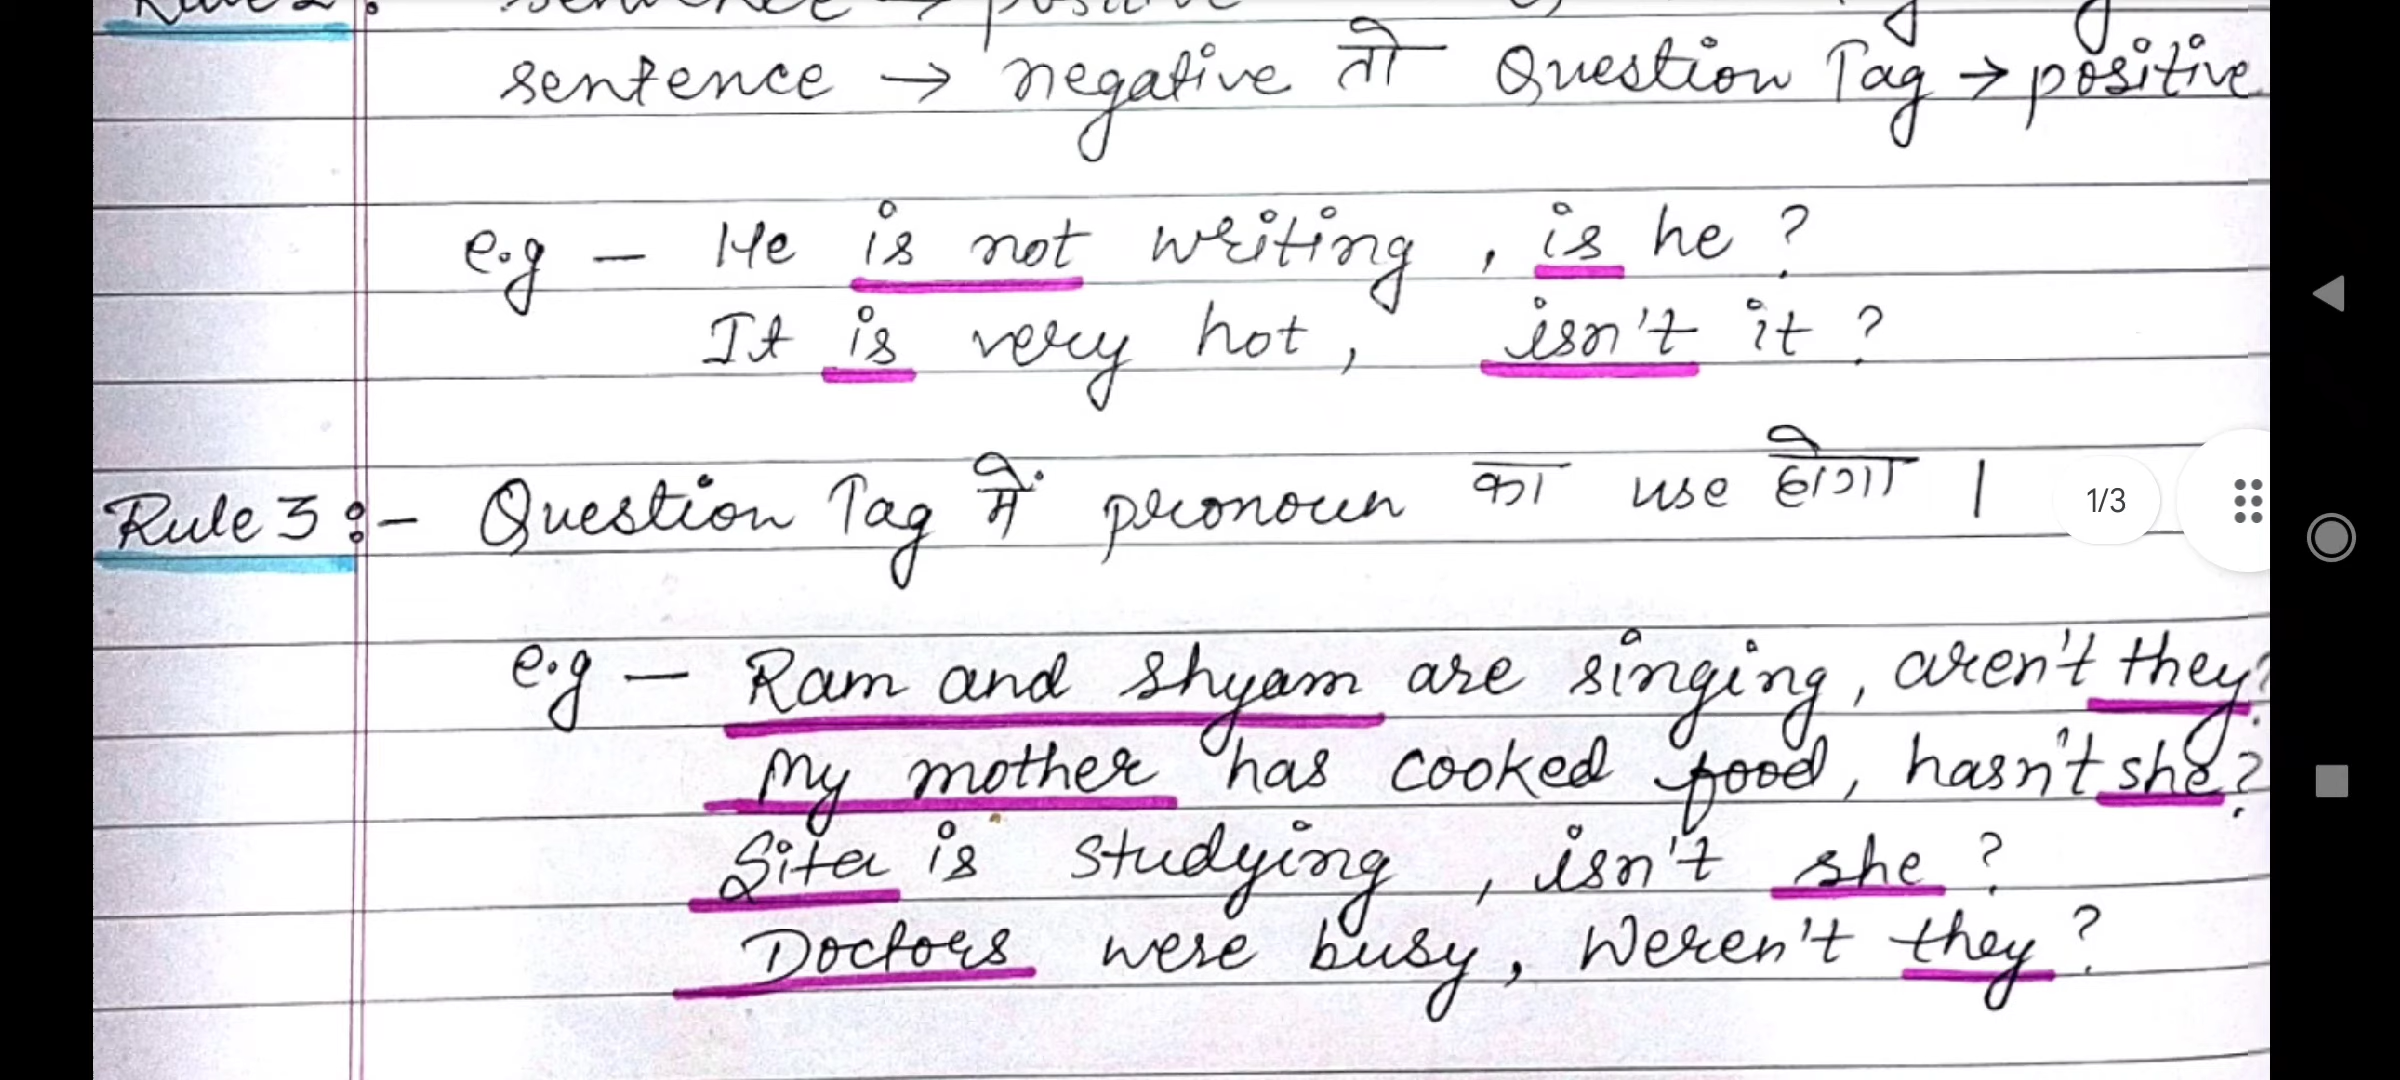 sentence → positive
sentence → negative तो Question Tag → positive
e.g – He is not writing, is he?
It is very hot, isn't it?
Rule 3 :- Question Tag में pronoun का use होगा ।
1/3
e.g – Ram and Shyam are singing, aren't they?
My mother has cooked food, hasn't she?
Sita is studying, isn't she?
Doctors were busy, Weren't they?